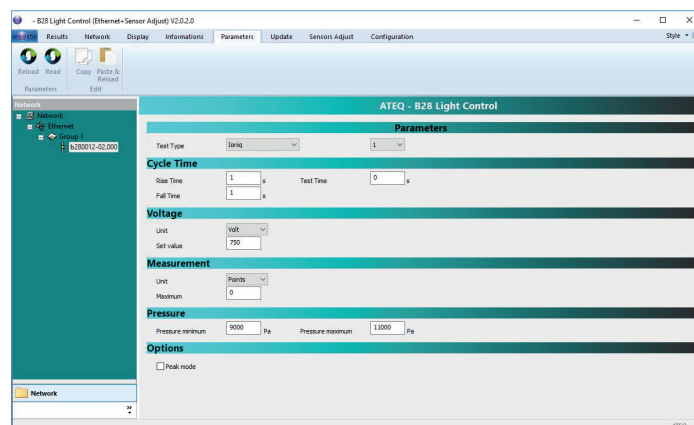 - B28 Light Control (Ethernet+Sensor Adjust) V2.0.2.0
Results Network Display Informations Parameters Update Sensors Adjust Configuration Style
Reload Read Copy Paste & Reload
Parameters Edit
Network
ATEQ - B28 Light Control
Network
Ethernet
Group 1
b280012-02.000
Parameters
Test Type Ioniq 1
Cycle Time
Rise Time 1 s Test Time 0 s
Fall Time 1 s
Voltage
Unit Volt
Set value 750
Measurement
Unit Points
Maximum 0
Pressure
Pressure minimum 9000 Pa Pressure maximum 11000 Pa
Options
Peak mode
Network